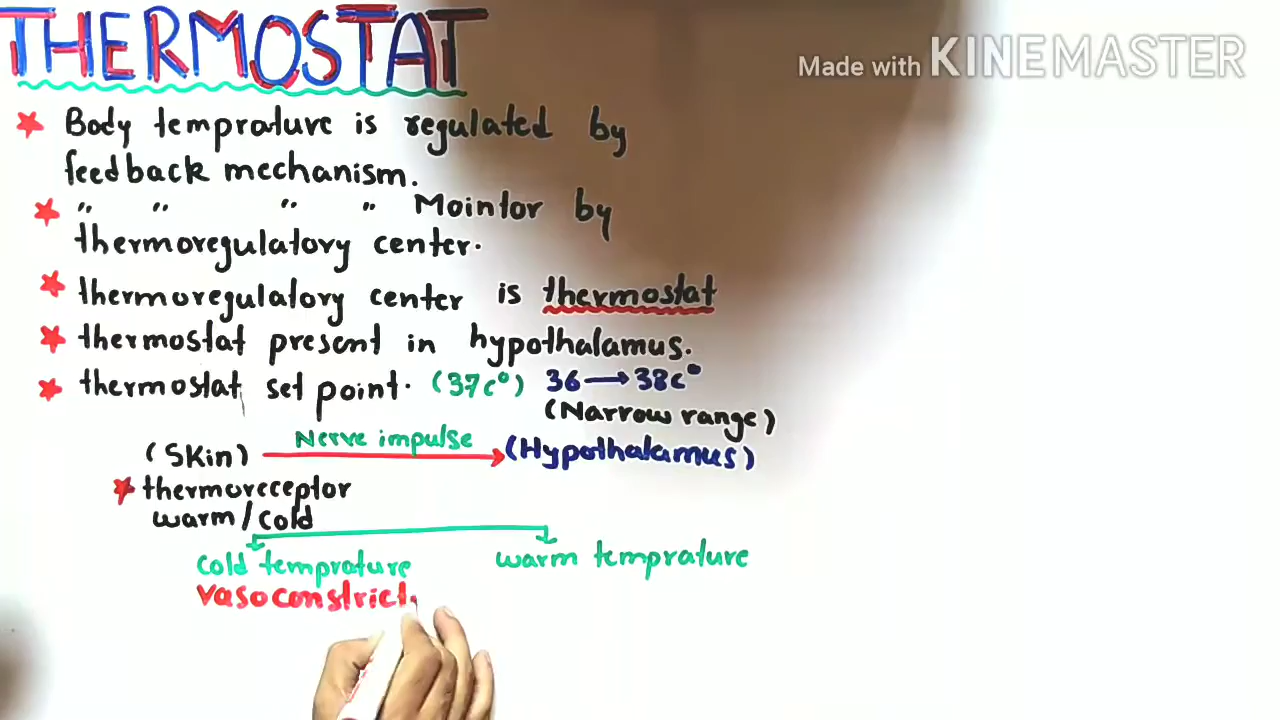 THERMOSTAT
Made with KINEMASTER
Body temprature is regulated by
feedback mechanism.
" " " " Mointor by
thermoregulatory center.
thermoregulatory center is thermostat
thermostat present in hypothalamus.
thermostat set point. (37c°) 36 → 38c°
(Narrow range)
Nerve impulse
(Skin) → (Hypothalamus)
thermoreceptor
warm/cold
cold temprature warm temprature
vasoconstrict